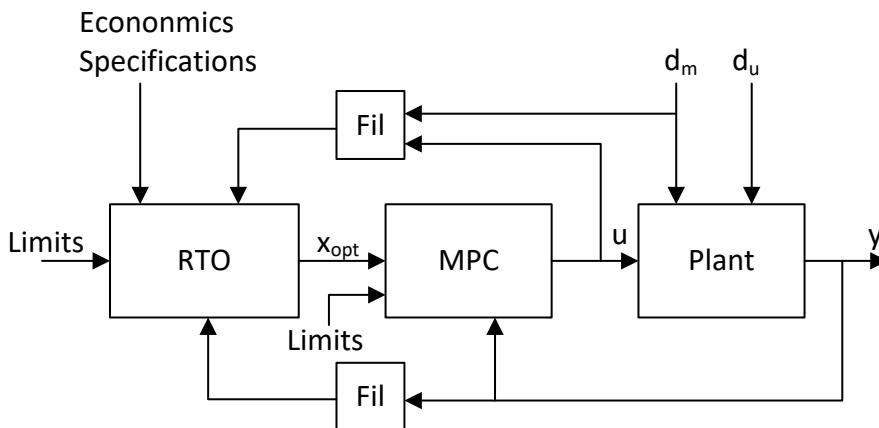 Econonmics
Specifications
d_m
d_u
Fil
Limits
RTO
x_opt
MPC
u
Plant
y
Limits
Fil